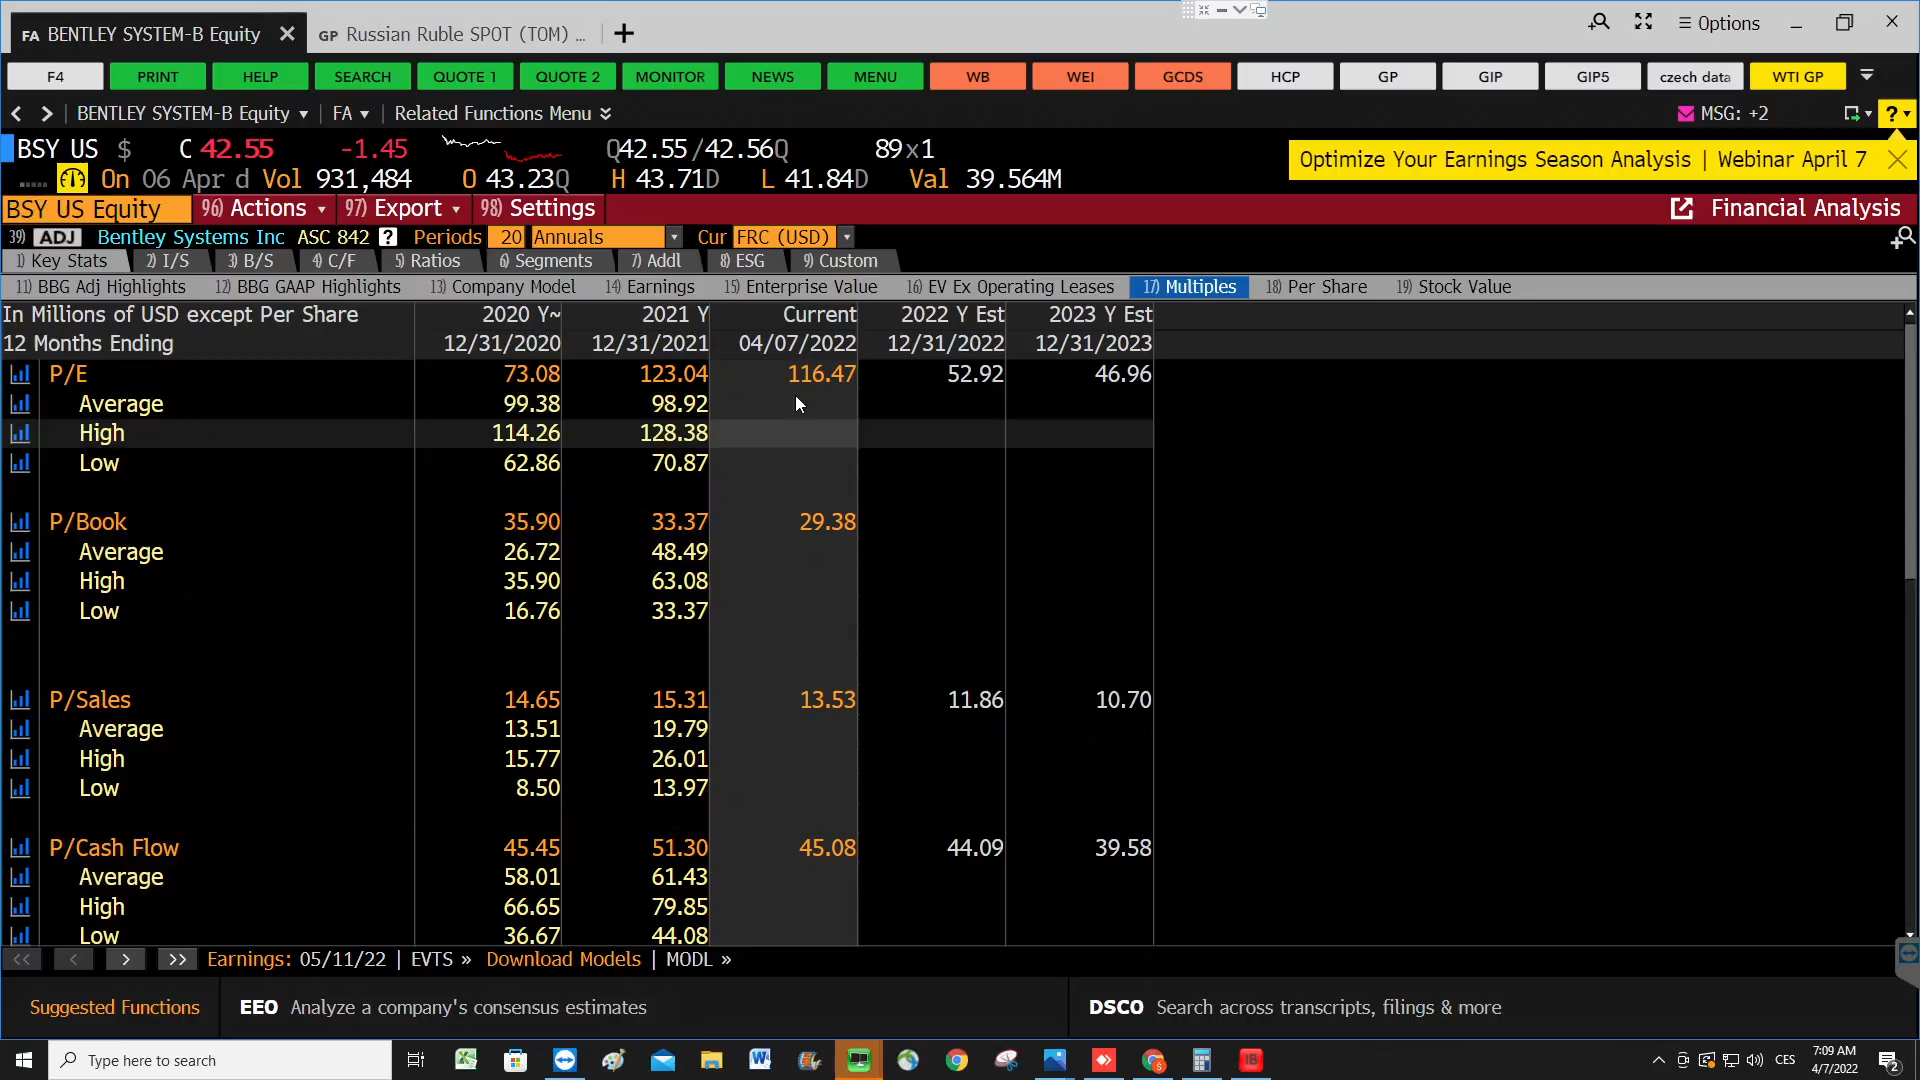 FA BENTLEY SYSTEM-B Equity GP Russian Ruble SPOT (TOM) ... Options
F4 PRINT HELP SEARCH QUOTE 1 QUOTE 2 MONITOR NEWS MENU WB WEI GCDS HCP GP GIP GIP5 czech data WTI GP
BENTLEY SYSTEM-B Equity FA Related Functions Menu MSG: +2 ?
BSY US $ C 42.55 -1.45 Q42.55/42.56Q 89x1
Optimize Your Earnings Season Analysis | Webinar April 7
On 06 Apr d Vol 931,484 O 43.23Q H 43.71D L 41.84D Val 39.564M
BSY US Equity 96) Actions 97) Export 98) Settings Financial Analysis
39) ADJ Bentley Systems Inc ASC 842 ? Periods 20 Annuals Cur FRC (USD)
1) Key Stats 2) I/S 3) B/S 4) C/F 5) Ratios 6) Segments 7) Addl 8) ESG 9) Custom
11) BBG Adj Highlights 12) BBG GAAP Highlights 13) Company Model 14) Earnings 15) Enterprise Value 16) EV Ex Operating Leases 17) Multiples 18) Per Share 19) Stock Value
In Millions of USD except Per Share 2020 Y~ 2021 Y Current 2022 Y Est 2023 Y Est
12 Months Ending 12/31/2020 12/31/2021 04/07/2022 12/31/2022 12/31/2023
P/E 73.08 123.04 116.47 52.92 46.96
Average 99.38 98.92
High 114.26 128.38
Low 62.86 70.87
P/Book 35.90 33.37 29.38
Average 26.72 48.49
High 35.90 63.08
Low 16.76 33.37
P/Sales 14.65 15.31 13.53 11.86 10.70
Average 13.51 19.79
High 15.77 26.01
Low 8.50 13.97
P/Cash Flow 45.45 51.30 45.08 44.09 39.58
Average 58.01 61.43
High 66.65 79.85
Low 36.67 44.08
<< < > >> Earnings: 05/11/22 | EVTS » Download Models | MODL »
Suggested Functions EEO Analyze a company's consensus estimates DSCO Search across transcripts, filings & more
Type here to search CES 7:09 AM
4/7/2022 2